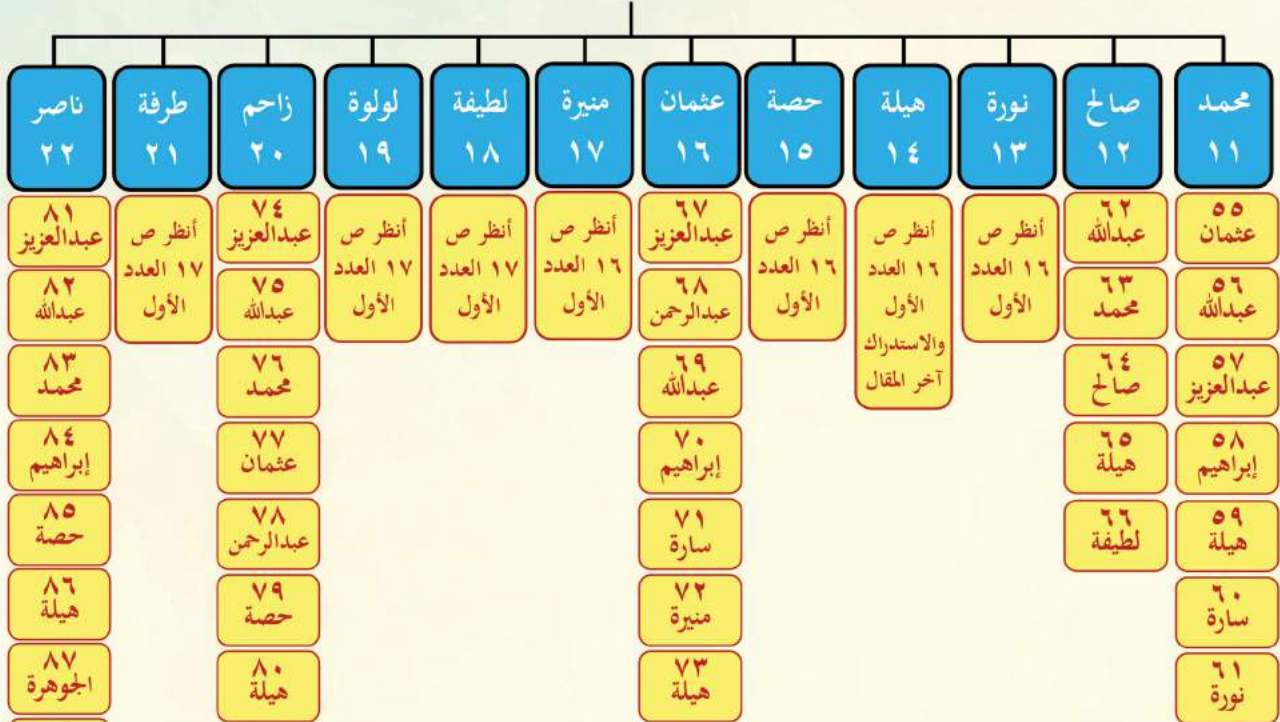 محمد
١١
٥٥
عثمان
٥٦
عبدالله
٥٧
عبدالعزيز
٥٨
إبراهيم
٥٩
هيلة
٦٠
سارة
٦١
نورة
صالح
١٢
٦٢
عبدالله
٦٣
محمد
٦٤
صالح
٦٥
هيلة
٦٦
لطيفة
نورة
١٣
أنظر ص
١٦ العدد
الأول
هيلة
١٤
أنظر ص
١٦ العدد
الأول
والاستدراك
آخر المقال
حصة
١٥
أنظر ص
١٦ العدد
الأول
عثمان
١٦
٦٧
عبدالعزيز
٦٨
عبدالرحمن
٦٩
عبدالله
٧٠
إبراهيم
٧١
سارة
٧٢
منيرة
٧٣
هيلة
منيرة
١٧
أنظر ص
١٦ العدد
الأول
لطيفة
١٨
أنظر ص
١٧ العدد
الأول
لولوة
١٩
أنظر ص
١٧ العدد
الأول
زاحم
٢٠
٧٤
عبدالعزيز
٧٥
عبدالله
٧٦
محمد
٧٧
عثمان
٧٨
عبدالرحمن
٧٩
حصة
٨٠
هيلة
طرفة
٢١
أنظر ص
١٧ العدد
الأول
ناصر
٢٢
٨١
عبدالعزيز
٨٢
عبدالله
٨٣
محمد
٨٤
إبراهيم
٨٥
حصة
٨٦
هيلة
٨٧
الجوهرة